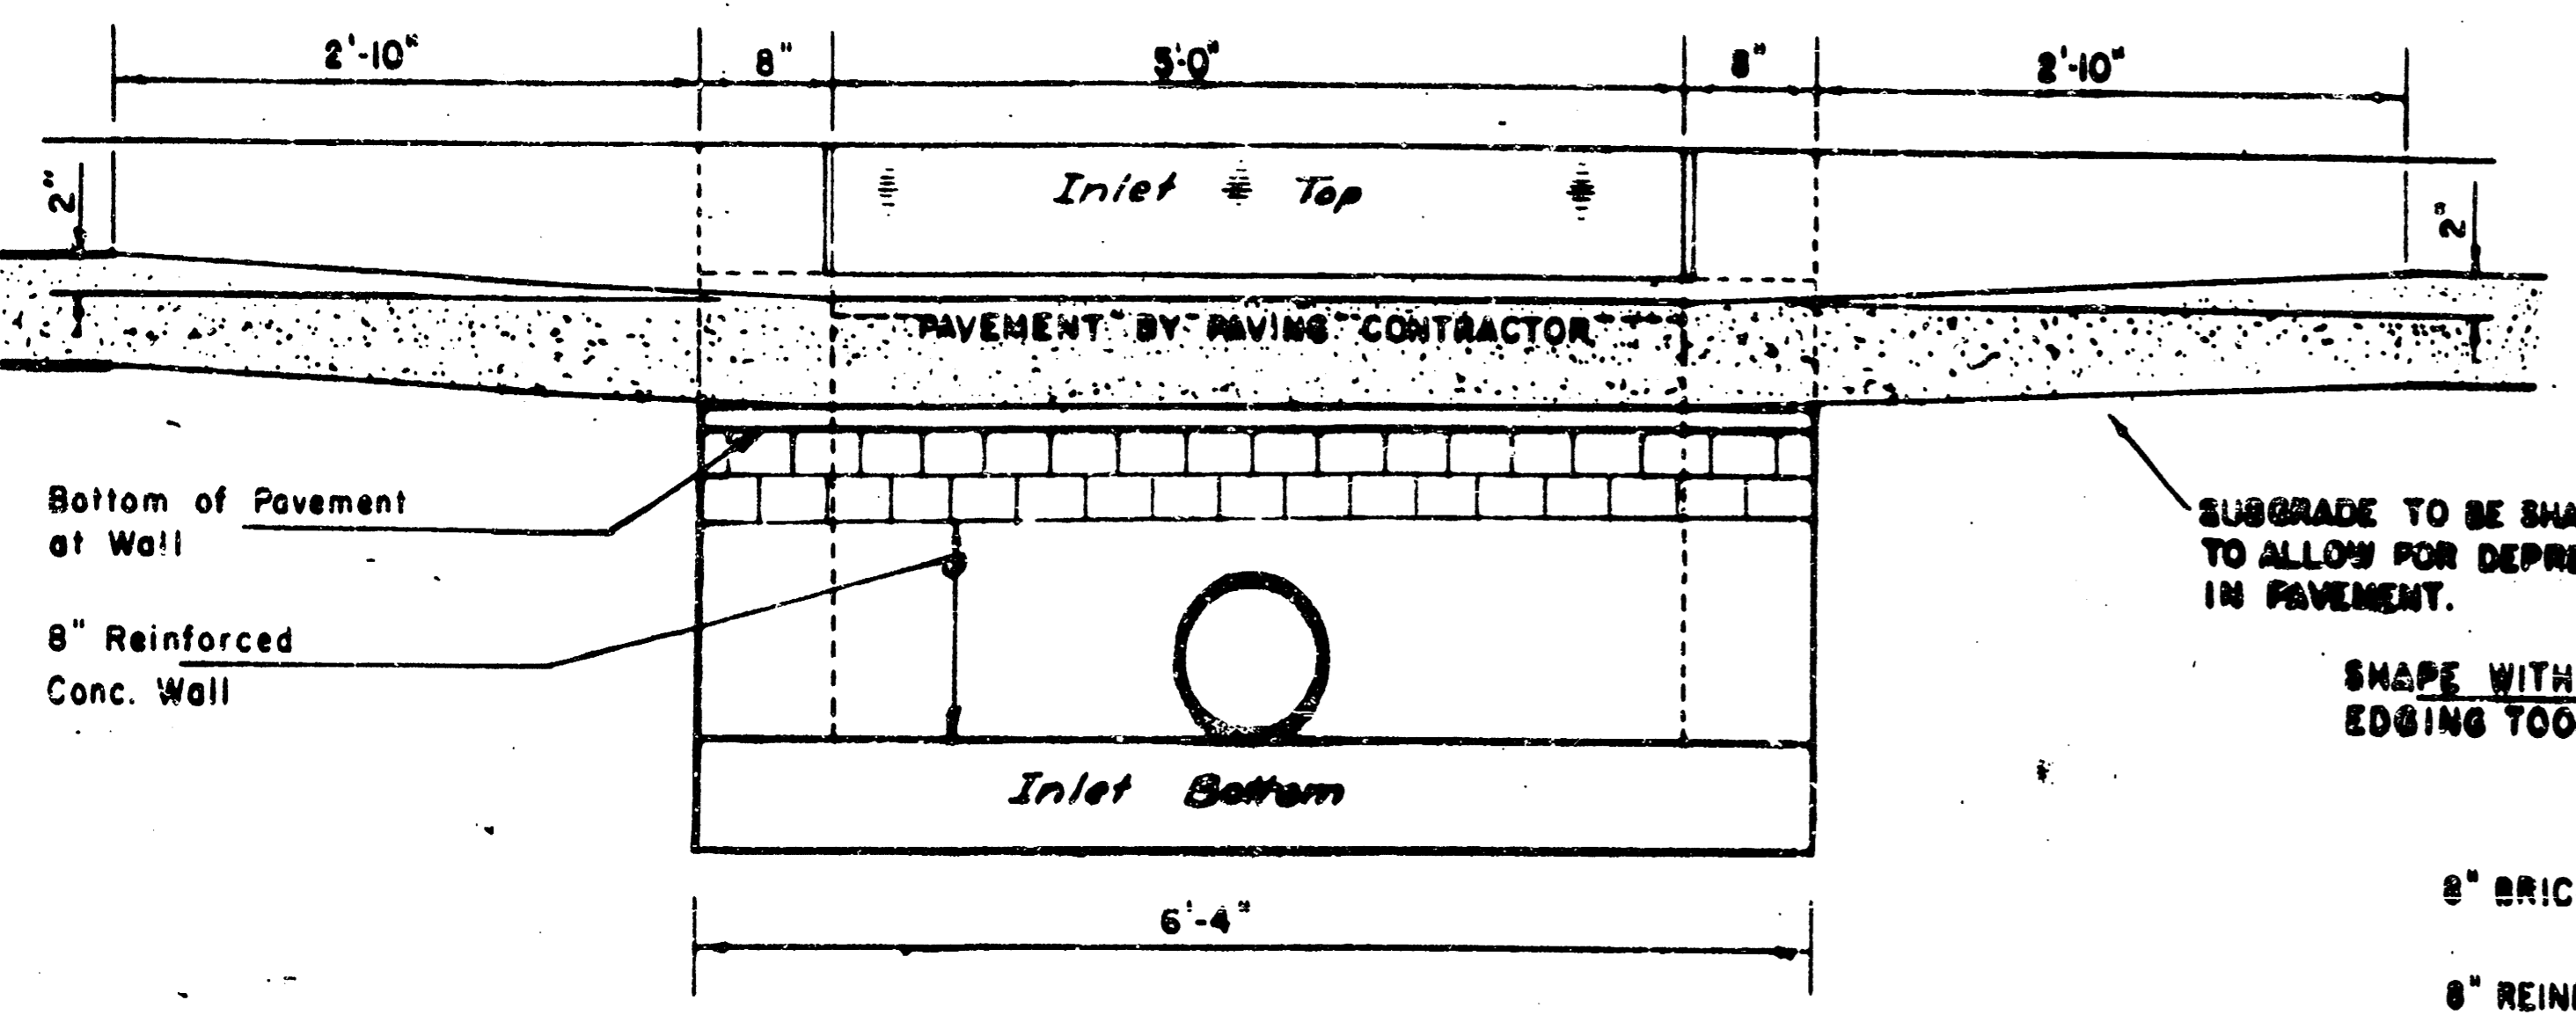 2'-10" 8" 5'-0" 8" 2'-10"
2"
Inlet Top
2"
PAVEMENT BY PAVING CONTRACTOR
Bottom of Pavement
at Wall
8" Reinforced
Conc. Wall
SUBGRADE TO BE SHA
TO ALLOW FOR DEPRE
IN PAVEMENT.
SHAPE WITH
EDGING TOO
Inlet Bottom
8" BRIC
6'-4"
8" REIN